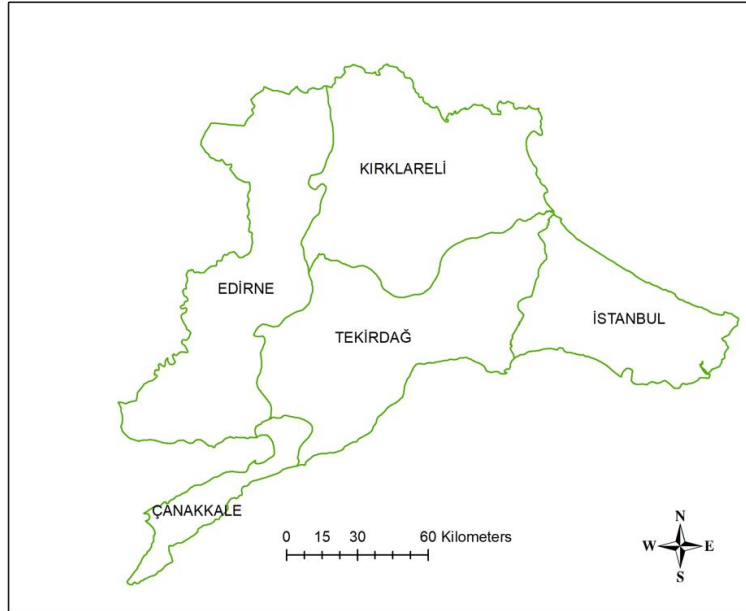 KIRKLARELİ
EDİRNE
İSTANBUL
TEKİRDAĞ
ÇANAKKALE
0 15 30 60 Kilometers
N
W E
S